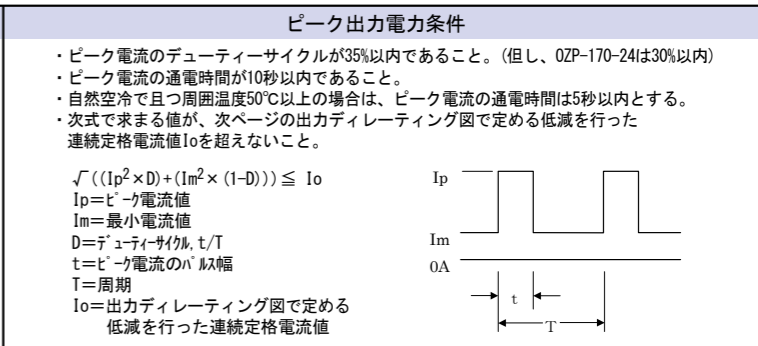 ピーク出力電力条件
・ピーク電流のデューティーサイクルが35%以内であること。(但し、OZP-170-24は30%以内)
・ピーク電流の通電時間が10秒以内であること。
・自然空冷で且つ周囲温度50℃以上の場合は、ピーク電流の通電時間は5秒以内とする。
・次式で求まる値が、次ページの出力ディレーティング図で定める低減を行った
連続定格電流値Ioを超えないこと。
√((Ip²×D)+(Im²×(1-D)))≦ Io
Ip=ﾋﾟｰｸ電流値
Im=最小電流値
D=ﾃﾞｭｰﾃｨｰｻｲｸﾙ, t/T
t=ﾋﾟｰｸ電流のﾊﾟﾙｽ幅
T=周期
Io=出力ディレーティング図で定める
低減を行った連続定格電流値
Ip
Im
0A
t
T